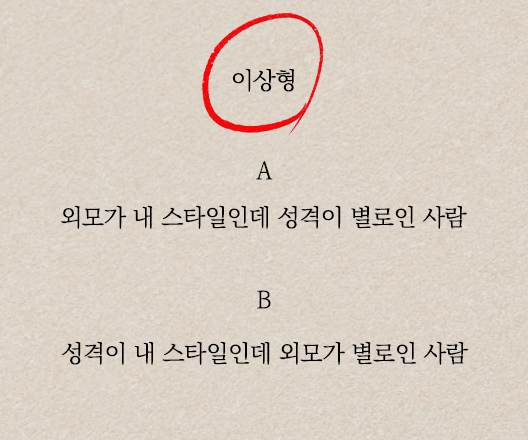 이상형
A
외모가 내 스타일인데 성격이 별로인 사람
B
성격이 내 스타일인데 외모가 별로인 사람